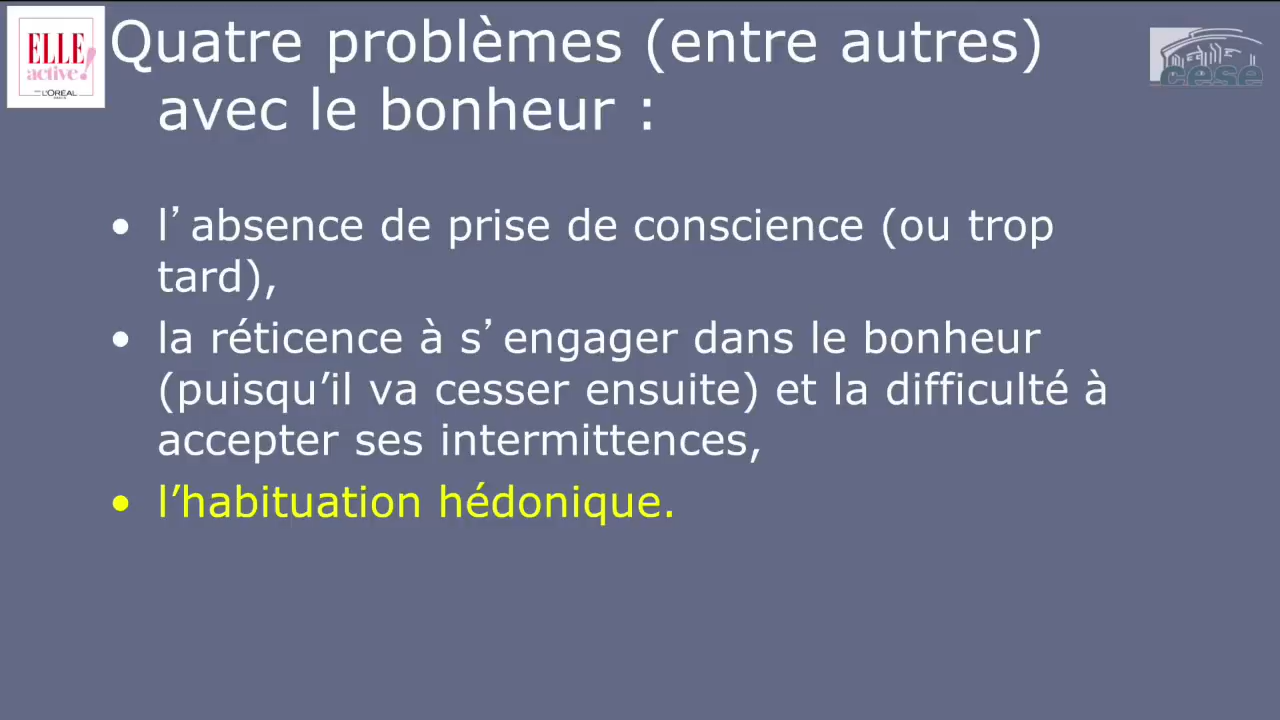 ELLE
active!
L'ORÉAL
PARIS
cese
Quatre problèmes (entre autres)
avec le bonheur :
• l’absence de prise de conscience (ou trop
tard),
• la réticence à s’engager dans le bonheur
(puisqu’il va cesser ensuite) et la difficulté à
accepter ses intermittences,
• l’habituation hédonique.